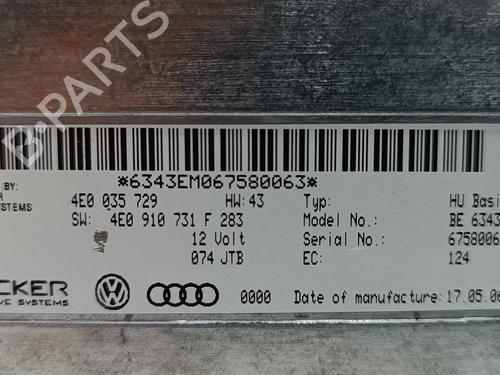 *6343EM067580063*
BY: 4E0 035 729 HW: 43 Typ: HU Basi
SYSTEMS SW: 4E0 910 731 F 283 Model No.: BE 6343
12 Volt Serial No.: 6758006
074 JTB EC: 124
CKER
VE SYSTEMS 0000 Date of manufacture: 17.05.06
B-PARTS